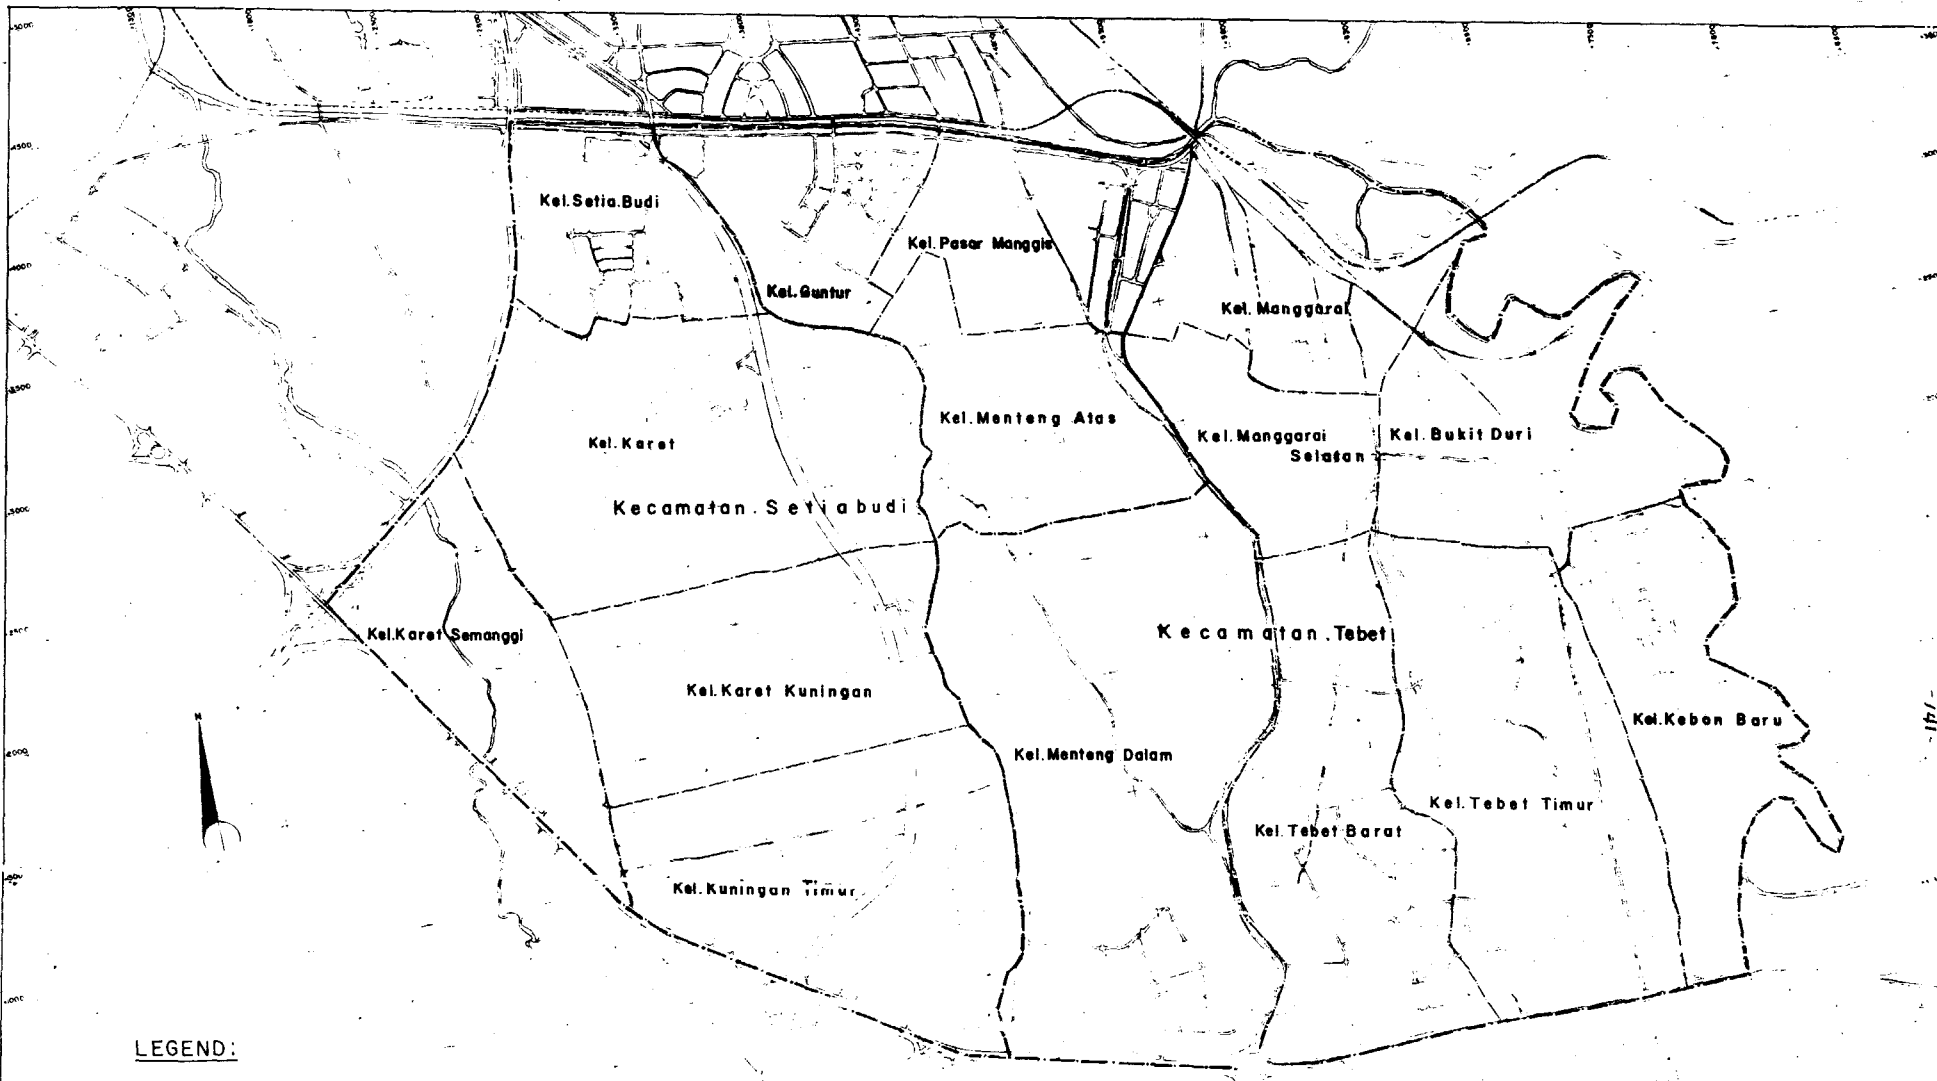 Kel.Setia.Budi
Kel.Pasar Manggis
Kel.Guntur
Kel.Manggarai
Kel.Menteng Atas
Kel.Karet
Kel.Manggarai
Selatan
Kel.Bukit Duri
Kecamatan.Setiabudi
Kel.Karet Semanggi
Kecamatan.Tebet
Kel.Karet Kuningan
Kel.Kebon Baru
Kel.Menteng Dalam
Kel.Tebet Timur
Kel.Tebet Barat
Kel.Kuningan Timur
N
-141-
LEGEND: